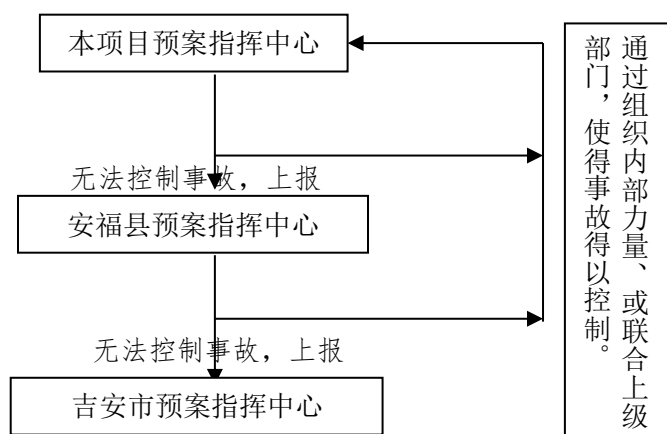 本项目预案指挥中心
无法控制事故，上报
安福县预案指挥中心
无法控制事故，上报
吉安市预案指挥中心
通过组织内部力量、或联合上级
部门，使得事故得以控制。